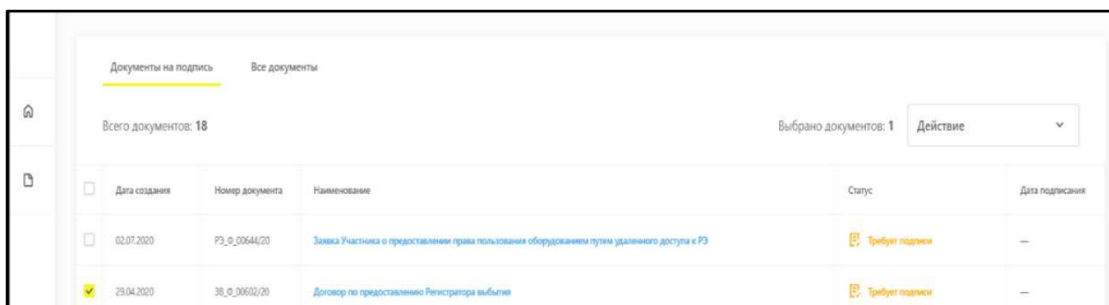 Документы на подпись Все документы
Всего документов: 18 Выбрано документов: 1 Действие
Дата создания Номер документа Наименование Статус Дата подписания
02.07.2020 РЭ_Ф_00644/20 Заявка Участника о предоставлении права пользования оборудованием путем удаленного доступа к РЭ Требует подписи —
29.04.2020 ЗВ_Ф_00602/20 Договор по предоставлению Регистратора выбытия Требует подписи —